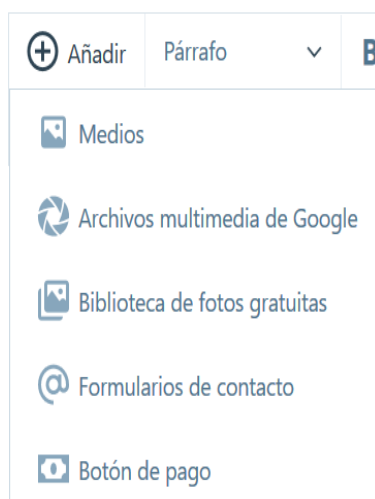 Añadir Párrafo B
Medios
Archivos multimedia de Google
Biblioteca de fotos gratuitas
Formularios de contacto
Botón de pago